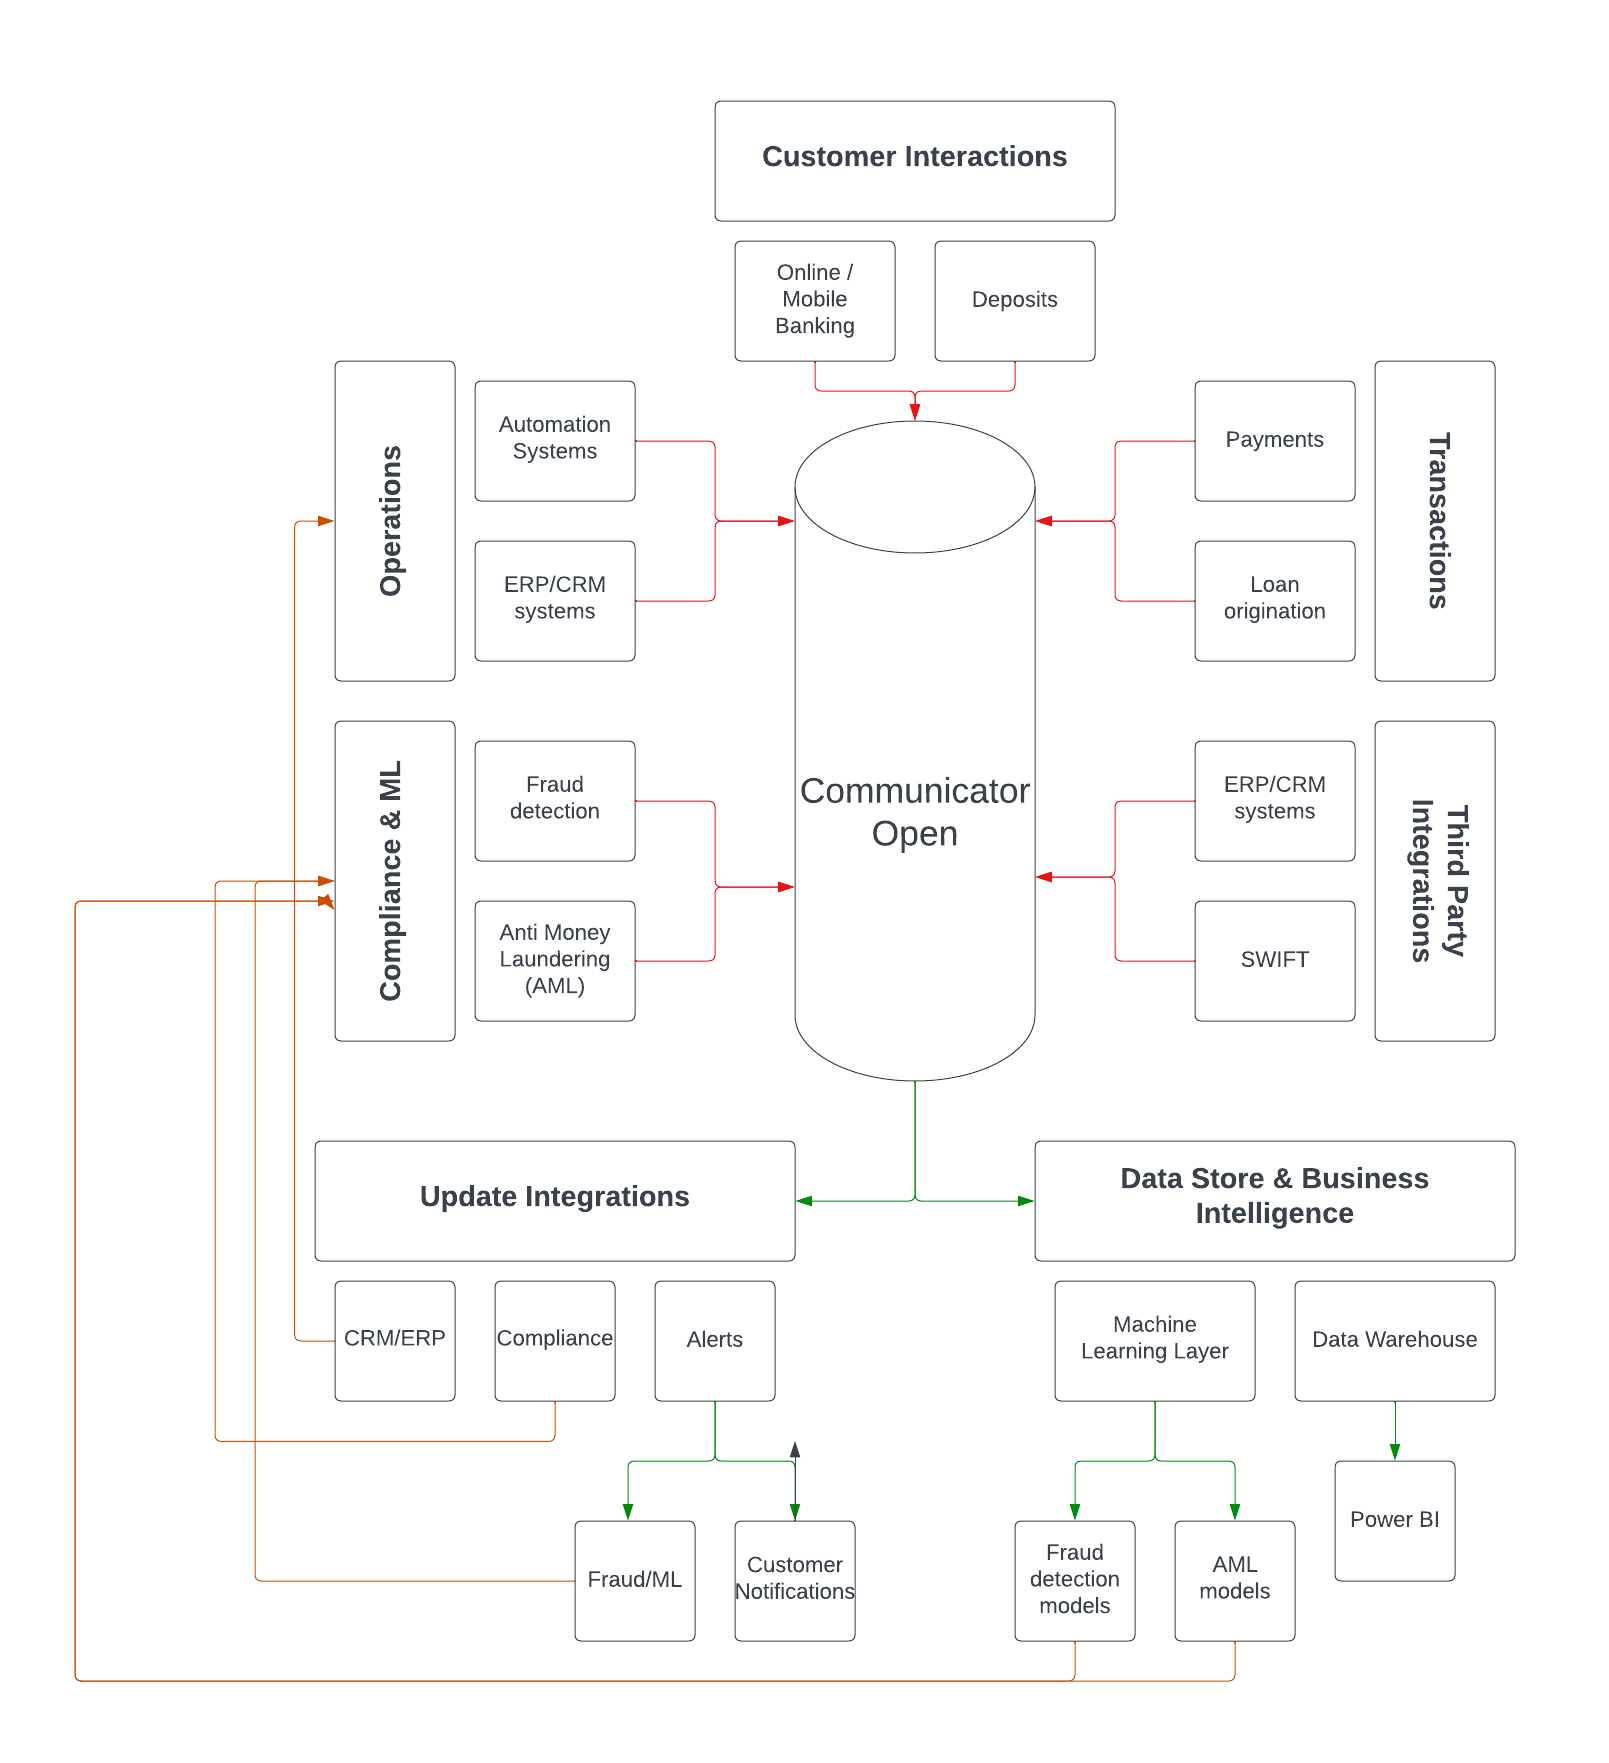 Customer Interactions
Online /
Mobile
Banking
Deposits
Operations
Automation
Systems
ERP/CRM
systems
Payments
Loan
origination
Transactions
Compliance & ML
Fraud
detection
Anti Money
Laundering
(AML)
Communicator
Open
ERP/CRM
systems
SWIFT
Third Party
Integrations
Update Integrations
Data Store & Business
Intelligence
CRM/ERP
Compliance
Alerts
Machine
Learning Layer
Data Warehouse
Fraud/ML
Customer
Notifications
Fraud
detection
models
AML
models
Power BI